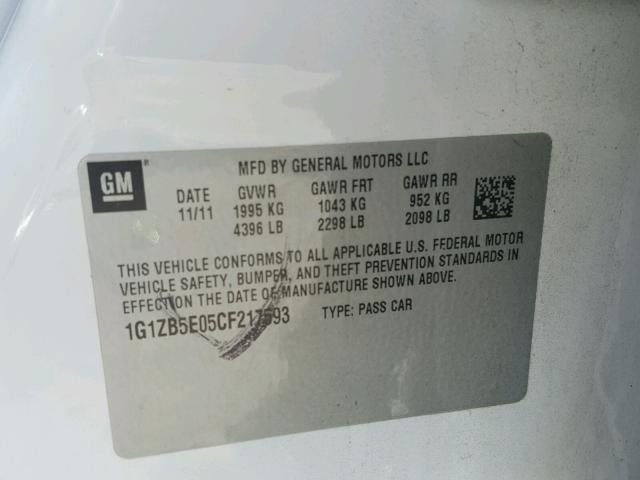 GM ®
MFD BY GENERAL MOTORS LLC
DATE GVWR GAWR FRT GAWR RR
11/11 1995 KG 1043 KG 952 KG
4396 LB 2298 LB 2098 LB
THIS VEHICLE CONFORMS TO ALL APPLICABLE U.S. FEDERAL MOTOR
VEHICLE SAFETY, BUMPER, AND THEFT PREVENTION STANDARDS IN
EFFECTION THE DATE OF MANUFACTURE SHOWN ABOVE.
TYPE: PASS CAR